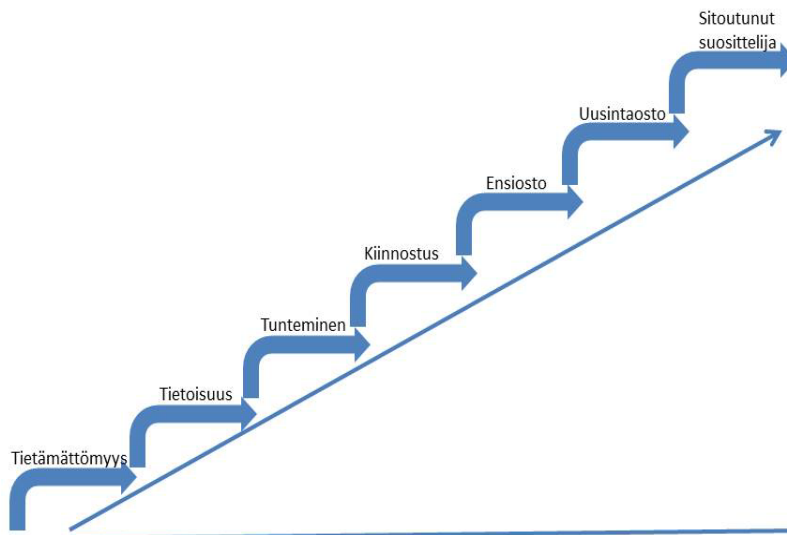 Sitoutunut
suosittelija
Uusintaosto
Ensiosto
Kiinnostus
Tunteminen
Tietoisuus
Tietämättömyys